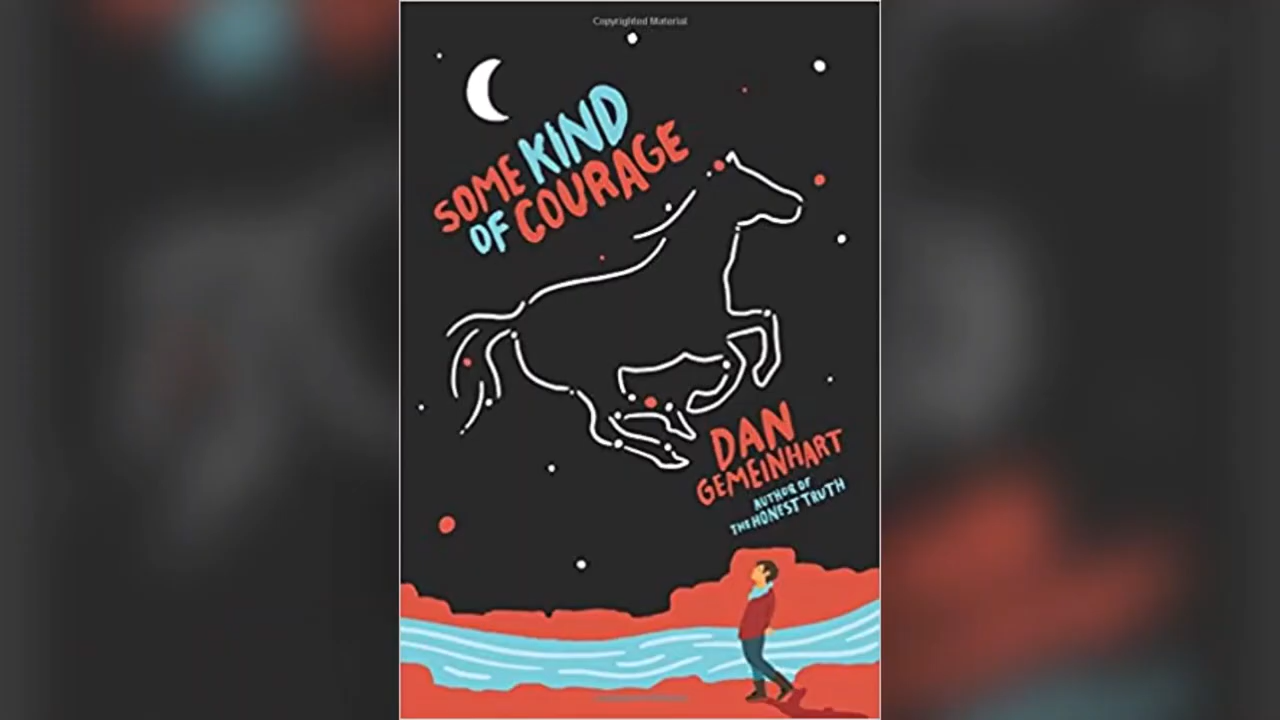 Copyrighted Material
SOME KIND
OF COURAGE
DAN
GEMEINHART
AUTHOR OF
THE HONEST TRUTH